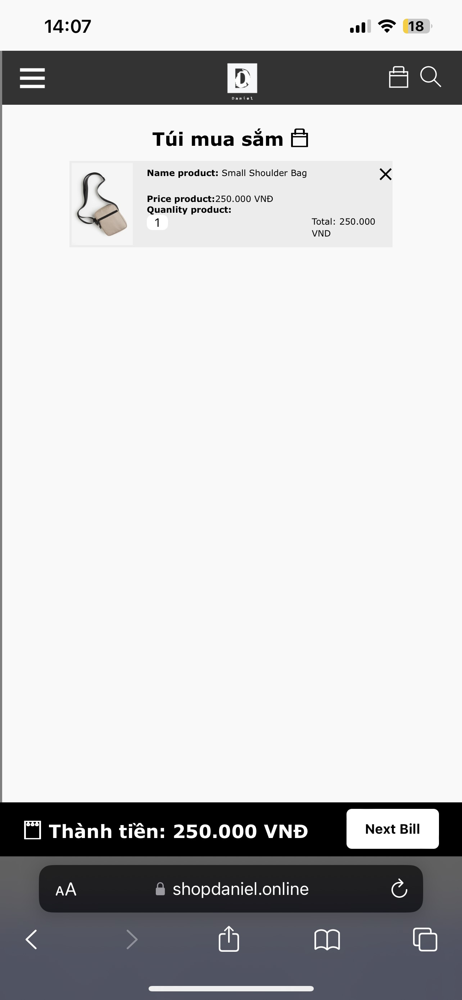 14:07
18
D
Daniel
Túi mua sắm
Name product: Small Shoulder Bag
Price product:250.000 VNĐ
Quanlity product:
1
Total: 250.000
VND
Thành tiền: 250.000 VNĐ
Next Bill
AA
shopdaniel.online